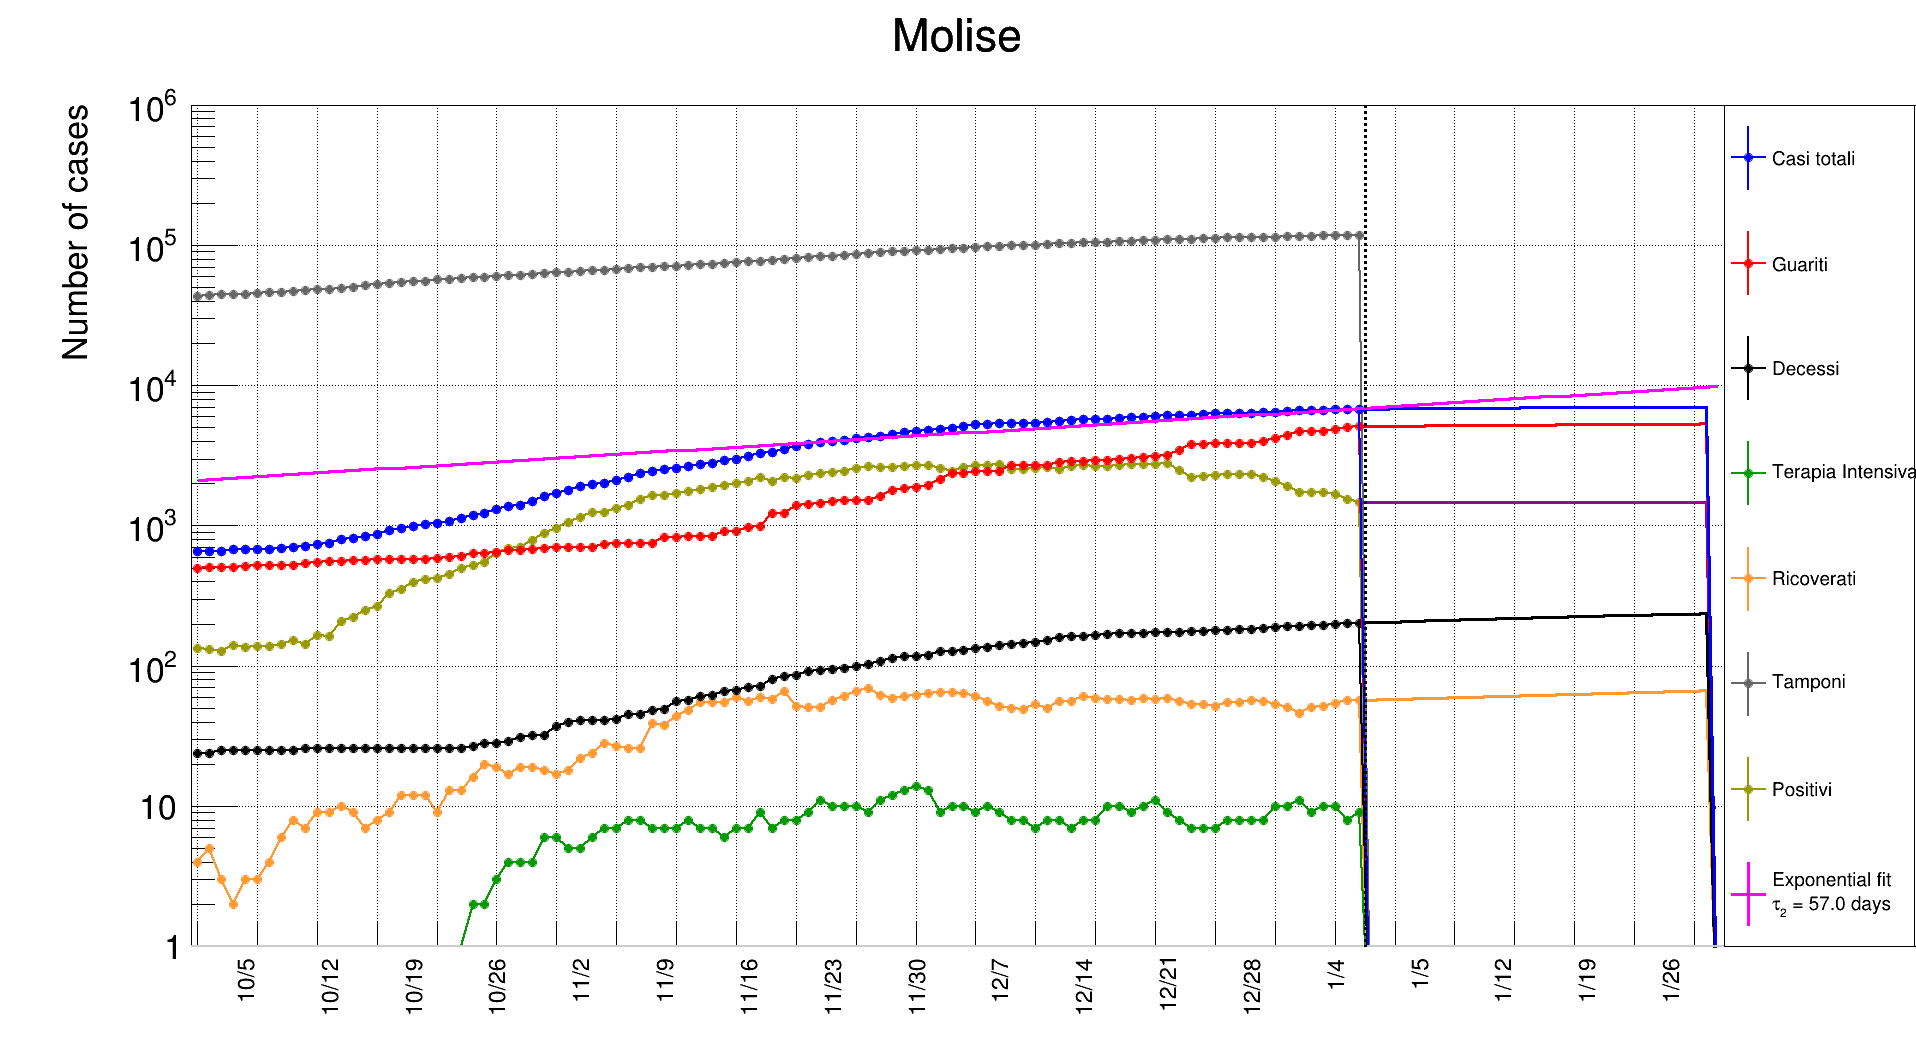 Molise
Number of cases
10^6
10^5
10^4
10^3
10^2
10
1
10/5
10/12
10/19
10/26
11/2
11/9
11/16
11/23
11/30
12/7
12/14
12/21
12/28
1/4
1/5
1/12
1/19
1/26
Casi totali
Guariti
Decessi
Terapia Intensiva
Ricoverati
Tamponi
Positivi
Exponential fit
τ₂ = 57.0 days